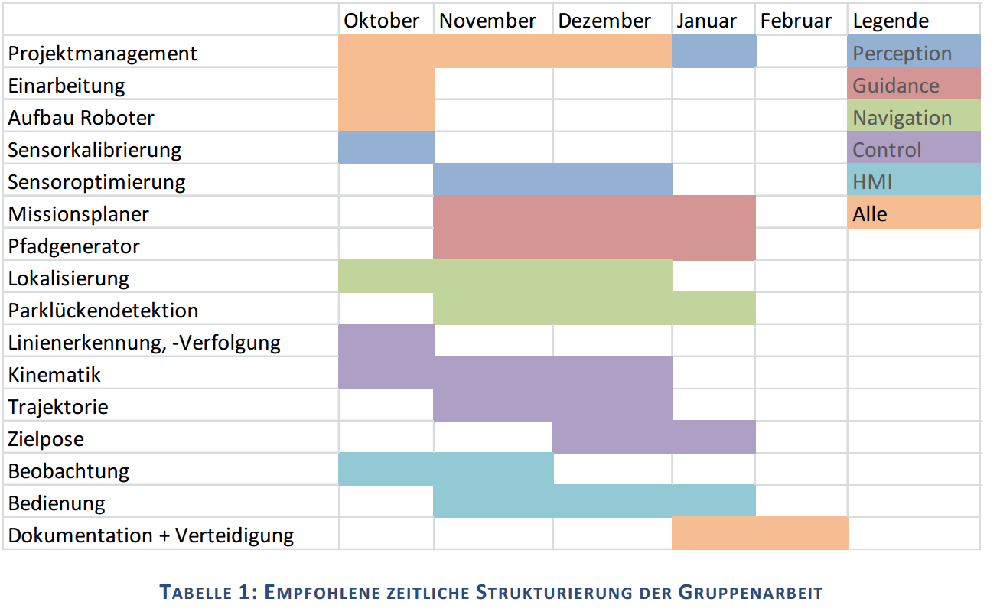 Oktober November Dezember Januar Februar Legende
Projektmanagement Perception
Einarbeitung Guidance
Aufbau Roboter Navigation
Sensorkalibrierung Control
Sensoroptimierung HMI
Missionsplaner Alle
Pfadgenerator
Lokalisierung
Parklückendetektion
Linienerkennung, -Verfolgung
Kinematik
Trajektorie
Zielpose
Beobachtung
Bedienung
Dokumentation + Verteidigung
TABELLE 1: EMPFOHLENE ZEITLICHE STRUKTURIERUNG DER GRUPPENARBEIT